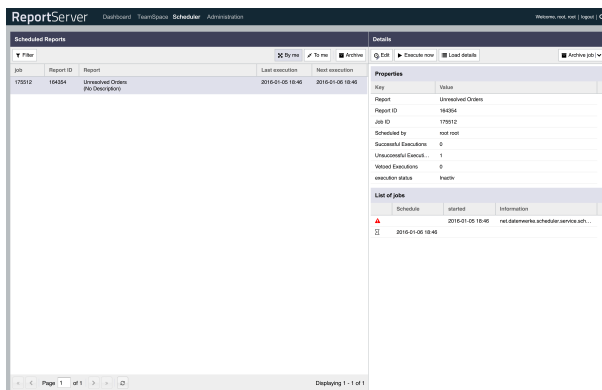 ReportServer
Dashboard TeamSpace Scheduler Administration
Welcome, root, root | logout |
Scheduled Reports
Filter
By me To me Archive
job Report ID Report Last execution Next execution
175512 164354 Unresolved Orders 2016-01-05 18:46 2016-01-06 18:46
(No Description)
Page 1 of 1
Displaying 1 - 1 of 1
Details
Edit Execute now Load details Archive job
Properties
Key Value
Report Unresolved Orders
Report ID 164354
Job ID 175512
Scheduled by root root
Successful Executions 0
Unsuccessful Executi... 1
Vetoed Executions 0
execution status Inactiv
List of jobs
Schedule started Information
2016-01-05 18:46 net.datenwerke.scheduler.service.sch...
2016-01-06 18:46